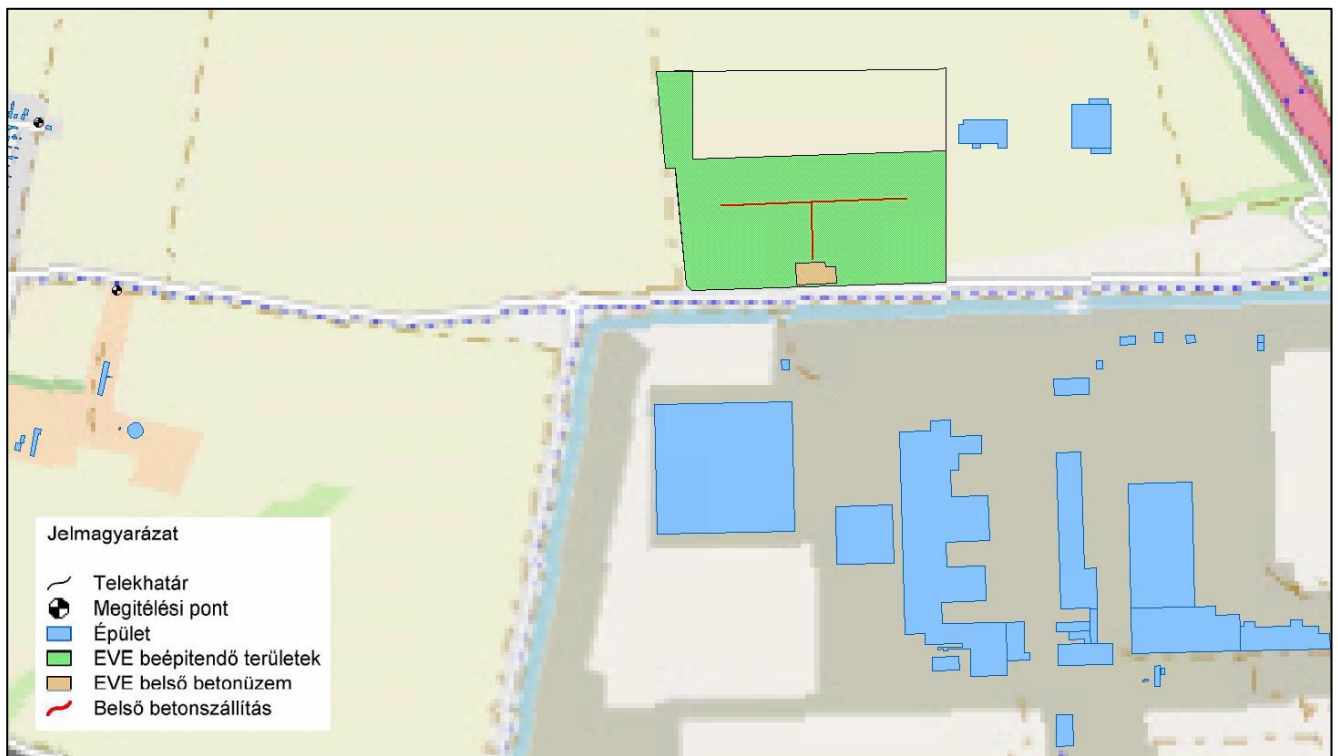 Jelmagyarázat
Telekhatár
Megitélési pont
Épület
EVE beépitendő területek
EVE belső betonüzem
Belső betonszállítás